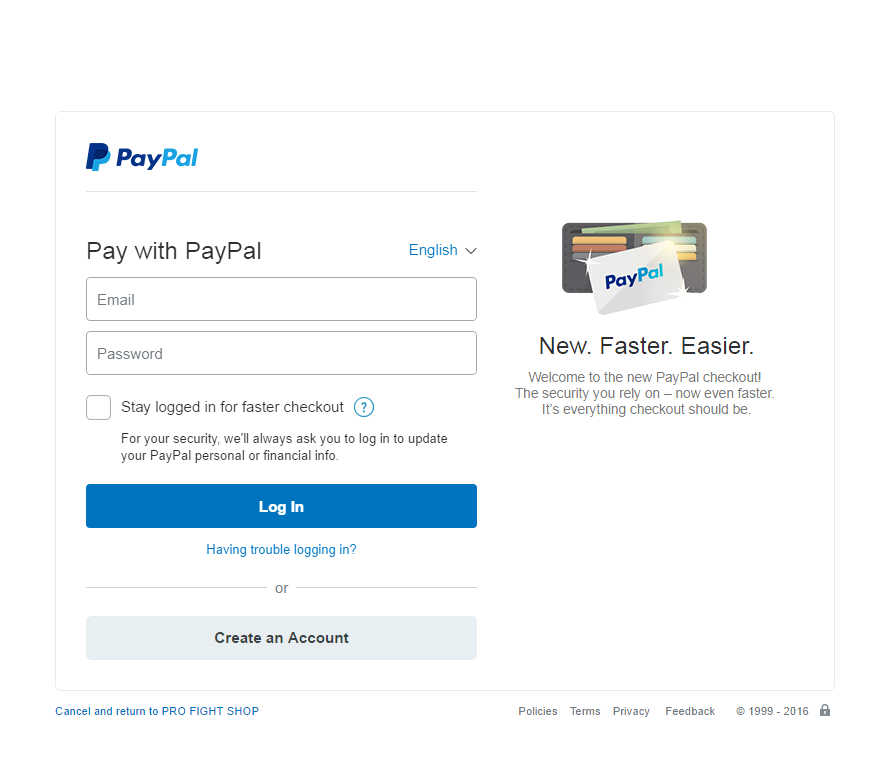 PayPal
Pay with PayPal
English
Email
Password
Stay logged in for faster checkout ?
For your security, we'll always ask you to log in to update
your PayPal personal or financial info.
Log In
Having trouble logging in?
or
Create an Account
PayPal
New. Faster. Easier.
Welcome to the new PayPal checkout!
The security you rely on – now even faster.
It's everything checkout should be.
Cancel and return to PRO FIGHT SHOP
Policies Terms Privacy Feedback © 1999 - 2016